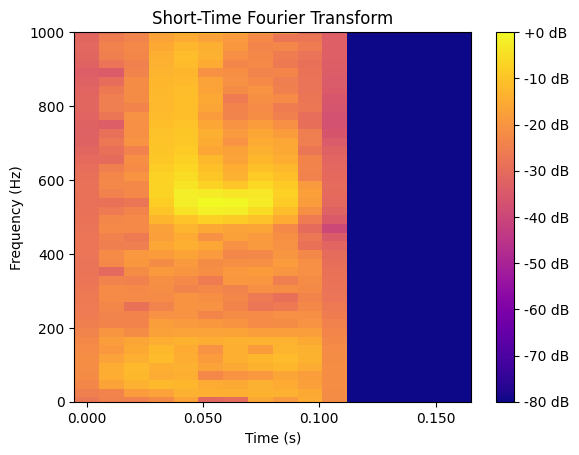 Short-Time Fourier Transform
1000
800
600
400
200
0
Frequency (Hz)
0.000
0.050
0.100
0.150
Time (s)
+0 dB
-10 dB
-20 dB
-30 dB
-40 dB
-50 dB
-60 dB
-70 dB
-80 dB